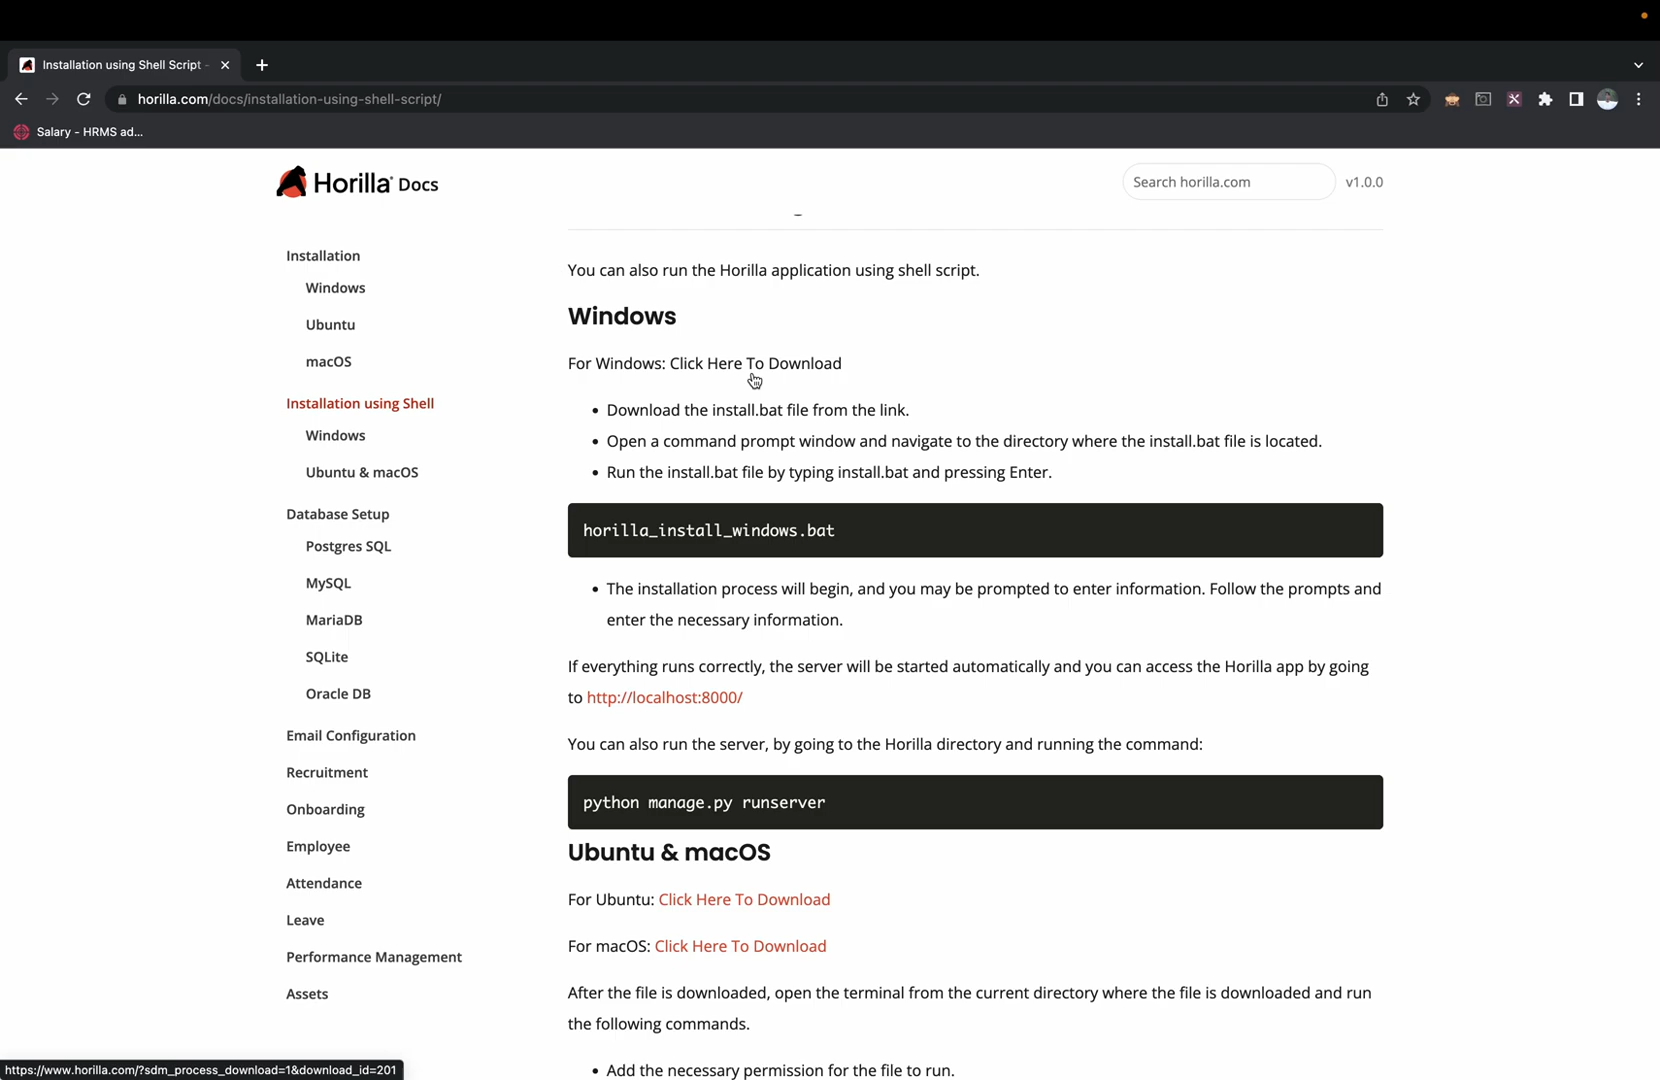 Installation using Shell Script -
horilla.com/docs/installation-using-shell-script/
Salary - HRMS ad...
Horilla Docs
Search horilla.com
v1.0.0
Installation
Windows
Ubuntu
macOS
Installation using Shell
Windows
Ubuntu & macOS
Database Setup
Postgres SQL
MySQL
MariaDB
SQLite
Oracle DB
Email Configuration
Recruitment
Onboarding
Employee
Attendance
Leave
Performance Management
Assets
You can also run the Horilla application using shell script.
Windows
For Windows: Click Here To Download
• Download the install.bat file from the link.
• Open a command prompt window and navigate to the directory where the install.bat file is located.
• Run the install.bat file by typing install.bat and pressing Enter.
horilla_install_windows.bat
• The installation process will begin, and you may be prompted to enter information. Follow the prompts and
enter the necessary information.
If everything runs correctly, the server will be started automatically and you can access the Horilla app by going
to http://localhost:8000/
You can also run the server, by going to the Horilla directory and running the command:
python manage.py runserver
Ubuntu & macOS
For Ubuntu: Click Here To Download
For macOS: Click Here To Download
After the file is downloaded, open the terminal from the current directory where the file is downloaded and run
the following commands.
• Add the necessary permission for the file to run.
https://www.horilla.com/?sdm_process_download=1&download_id=201